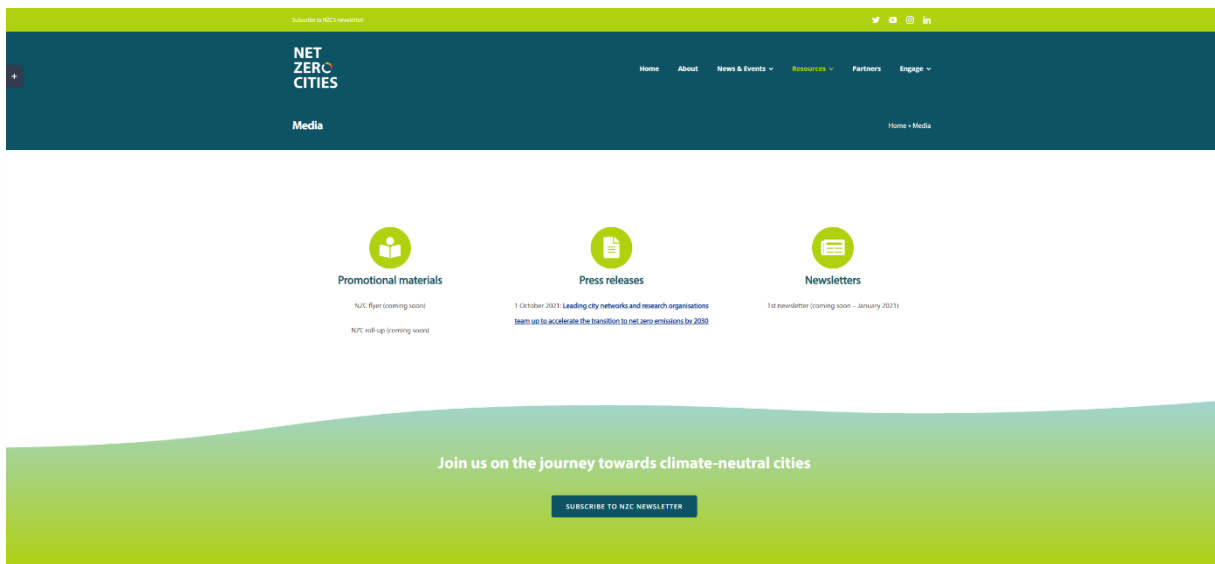 Subscribe to NZC's newsletter!
NET
ZERO
CITIES
Home About News & Events Resources Partners Engage
Media
Home » Media
Promotional materials
NZC flyer (coming soon)
NZC roll-up (coming soon)
Press releases
1 October 2021: Leading city networks and research organisations
team up to accelerate the transition to net zero emissions by 2030
Newsletters
1st newsletter (coming soon – January 2021)
Join us on the journey towards climate-neutral cities
SUBSCRIBE TO NZC NEWSLETTER